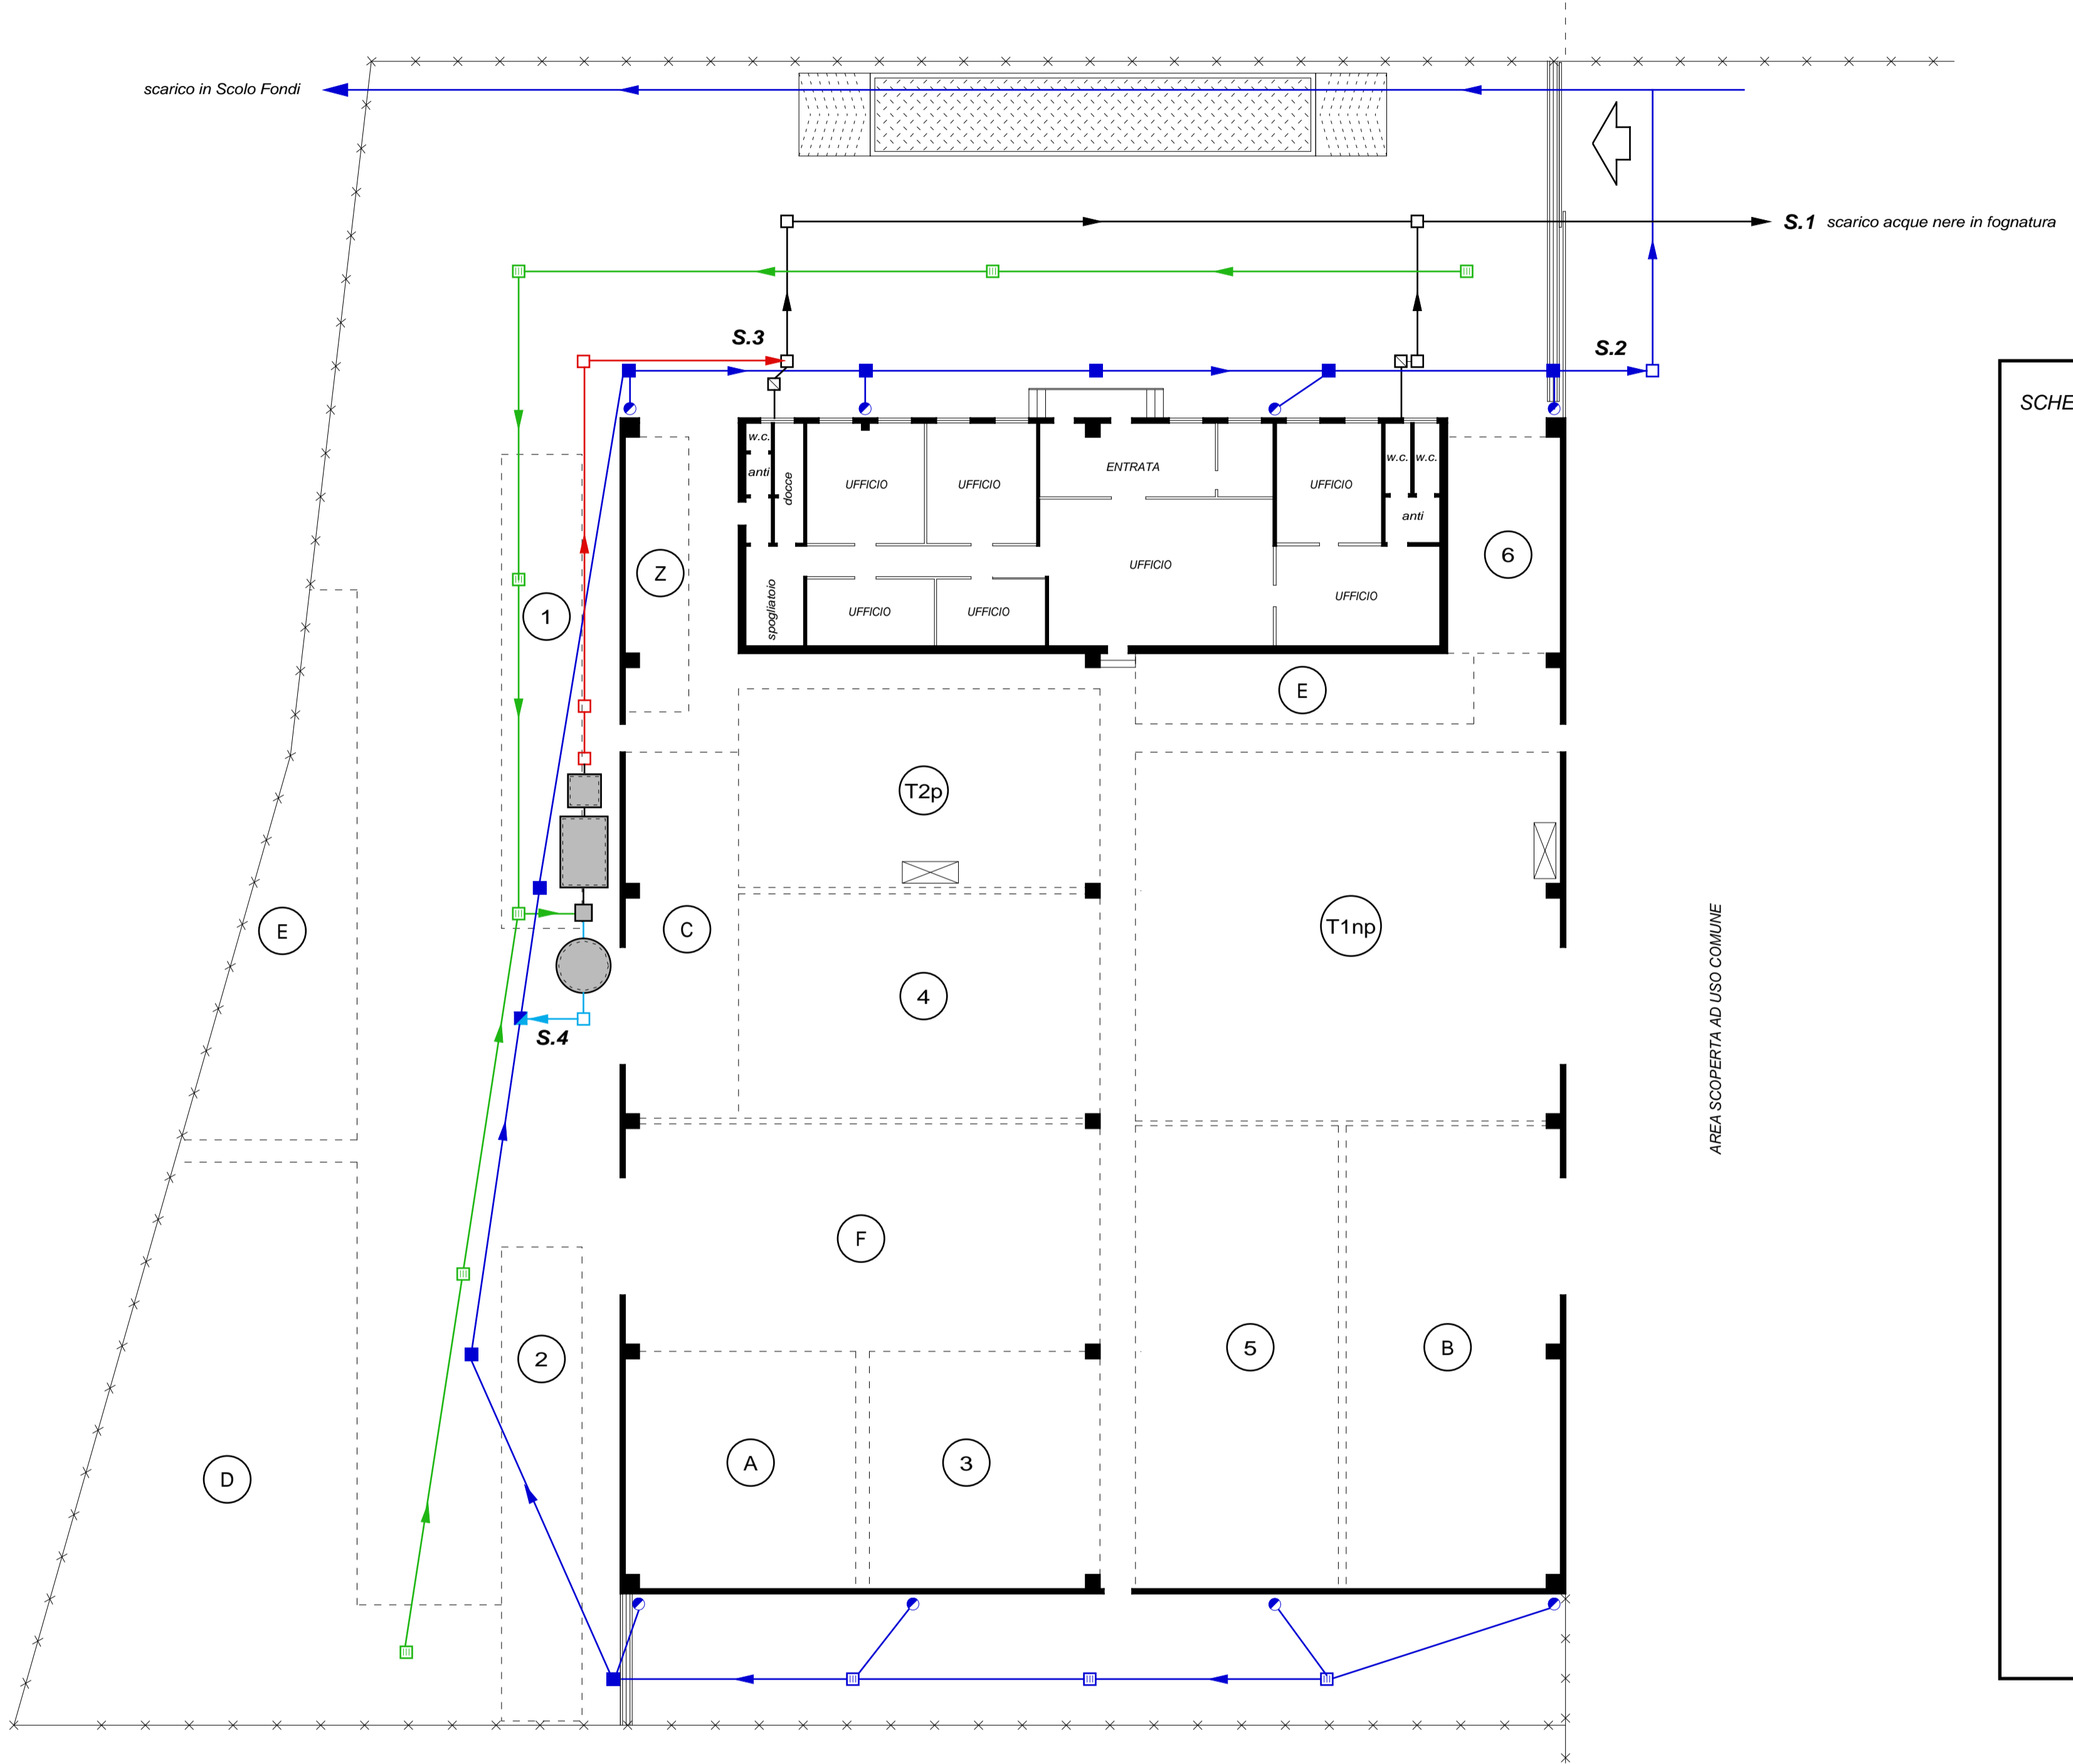 scarico in Scolo Fondi
S.1 scarico acque nere in fognatura
S.3
S.2
SCHE
w.c.
anti
docce
UFFICIO
UFFICIO
ENTRATA
UFFICIO
w.c. w.c.
anti
Z
6
1
spogliatoio
UFFICIO
UFFICIO
UFFICIO
UFFICIO
E
T2p
E
C
T1np
4
AREA SCOPERTA AD USO COMUNE
S.4
F
2
5
B
A
3
D